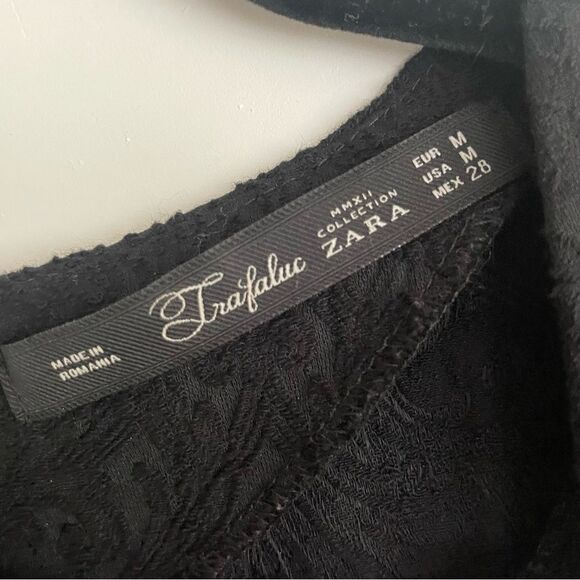 MADE IN
ROMANIA
Trafaluc
MMXII
COLLECTION
ZARA
EUR M
USA M
MEX 28